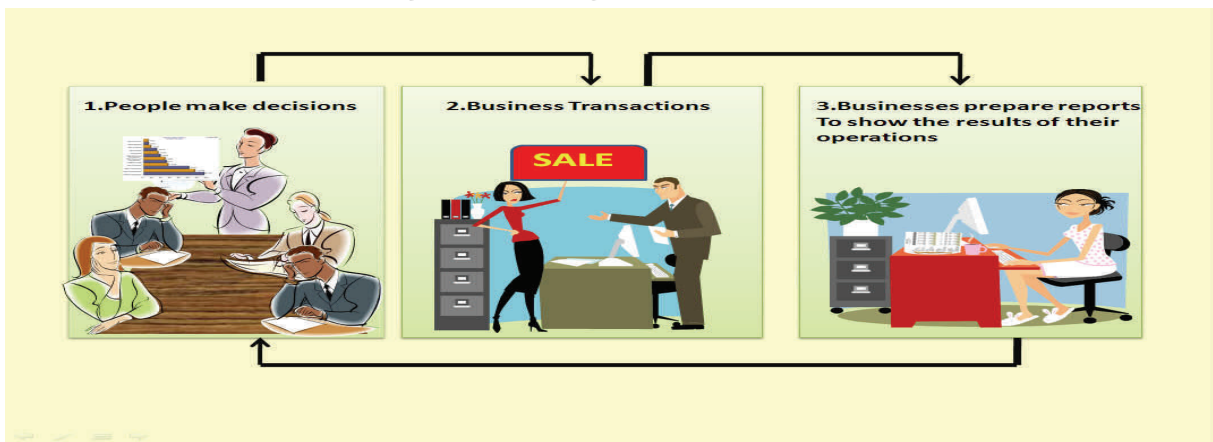 1.People make decisions
2.Business Transactions
SALE
3.Businesses prepare reports
To show the results of their
operations